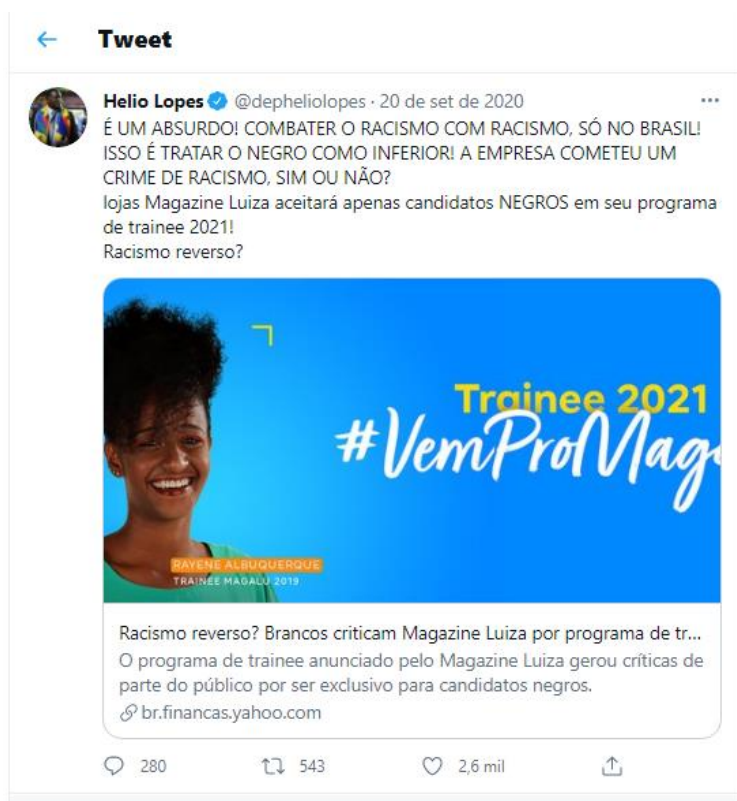 Tweet
Helio Lopes @depheliolopes · 20 de set de 2020
É UM ABSURDO! COMBATER O RACISMO COM RACISMO, SÓ NO BRASIL!
ISSO É TRATAR O NEGRO COMO INFERIOR! A EMPRESA COMETEU UM
CRIME DE RACISMO, SIM OU NÃO?
lojas Magazine Luiza aceitará apenas candidatos NEGROS em seu programa
de trainee 2021!
Racismo reverso?
Trainee 2021
#VemProMag
RAYENE ALBUQUERQUE
TRAINEE MAGALU 2019
Racismo reverso? Brancos criticam Magazine Luiza por programa de tr...
O programa de trainee anunciado pelo Magazine Luiza gerou críticas de
parte do público por ser exclusivo para candidatos negros.
br.financas.yahoo.com
280 543 2,6 mil